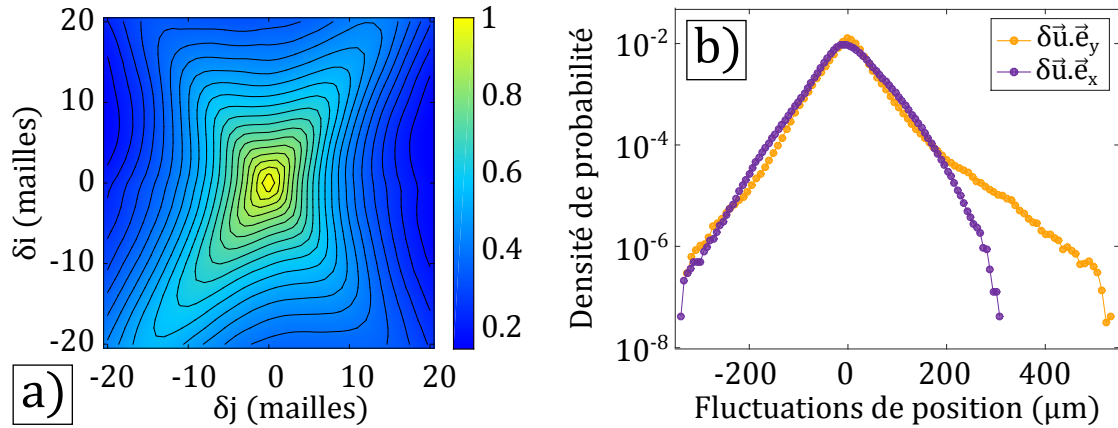 a)
20
10
0
-10
-20
δi (mailles)
-20
-10
0
10
20
δj (mailles)
1
0.8
0.6
0.4
0.2
b)
10⁻²
10⁻⁴
10⁻⁶
10⁻⁸
Densité de probabilité
-200
0
200
400
Fluctuations de position (μm)
δu⃗.e⃗y
δu⃗.e⃗x